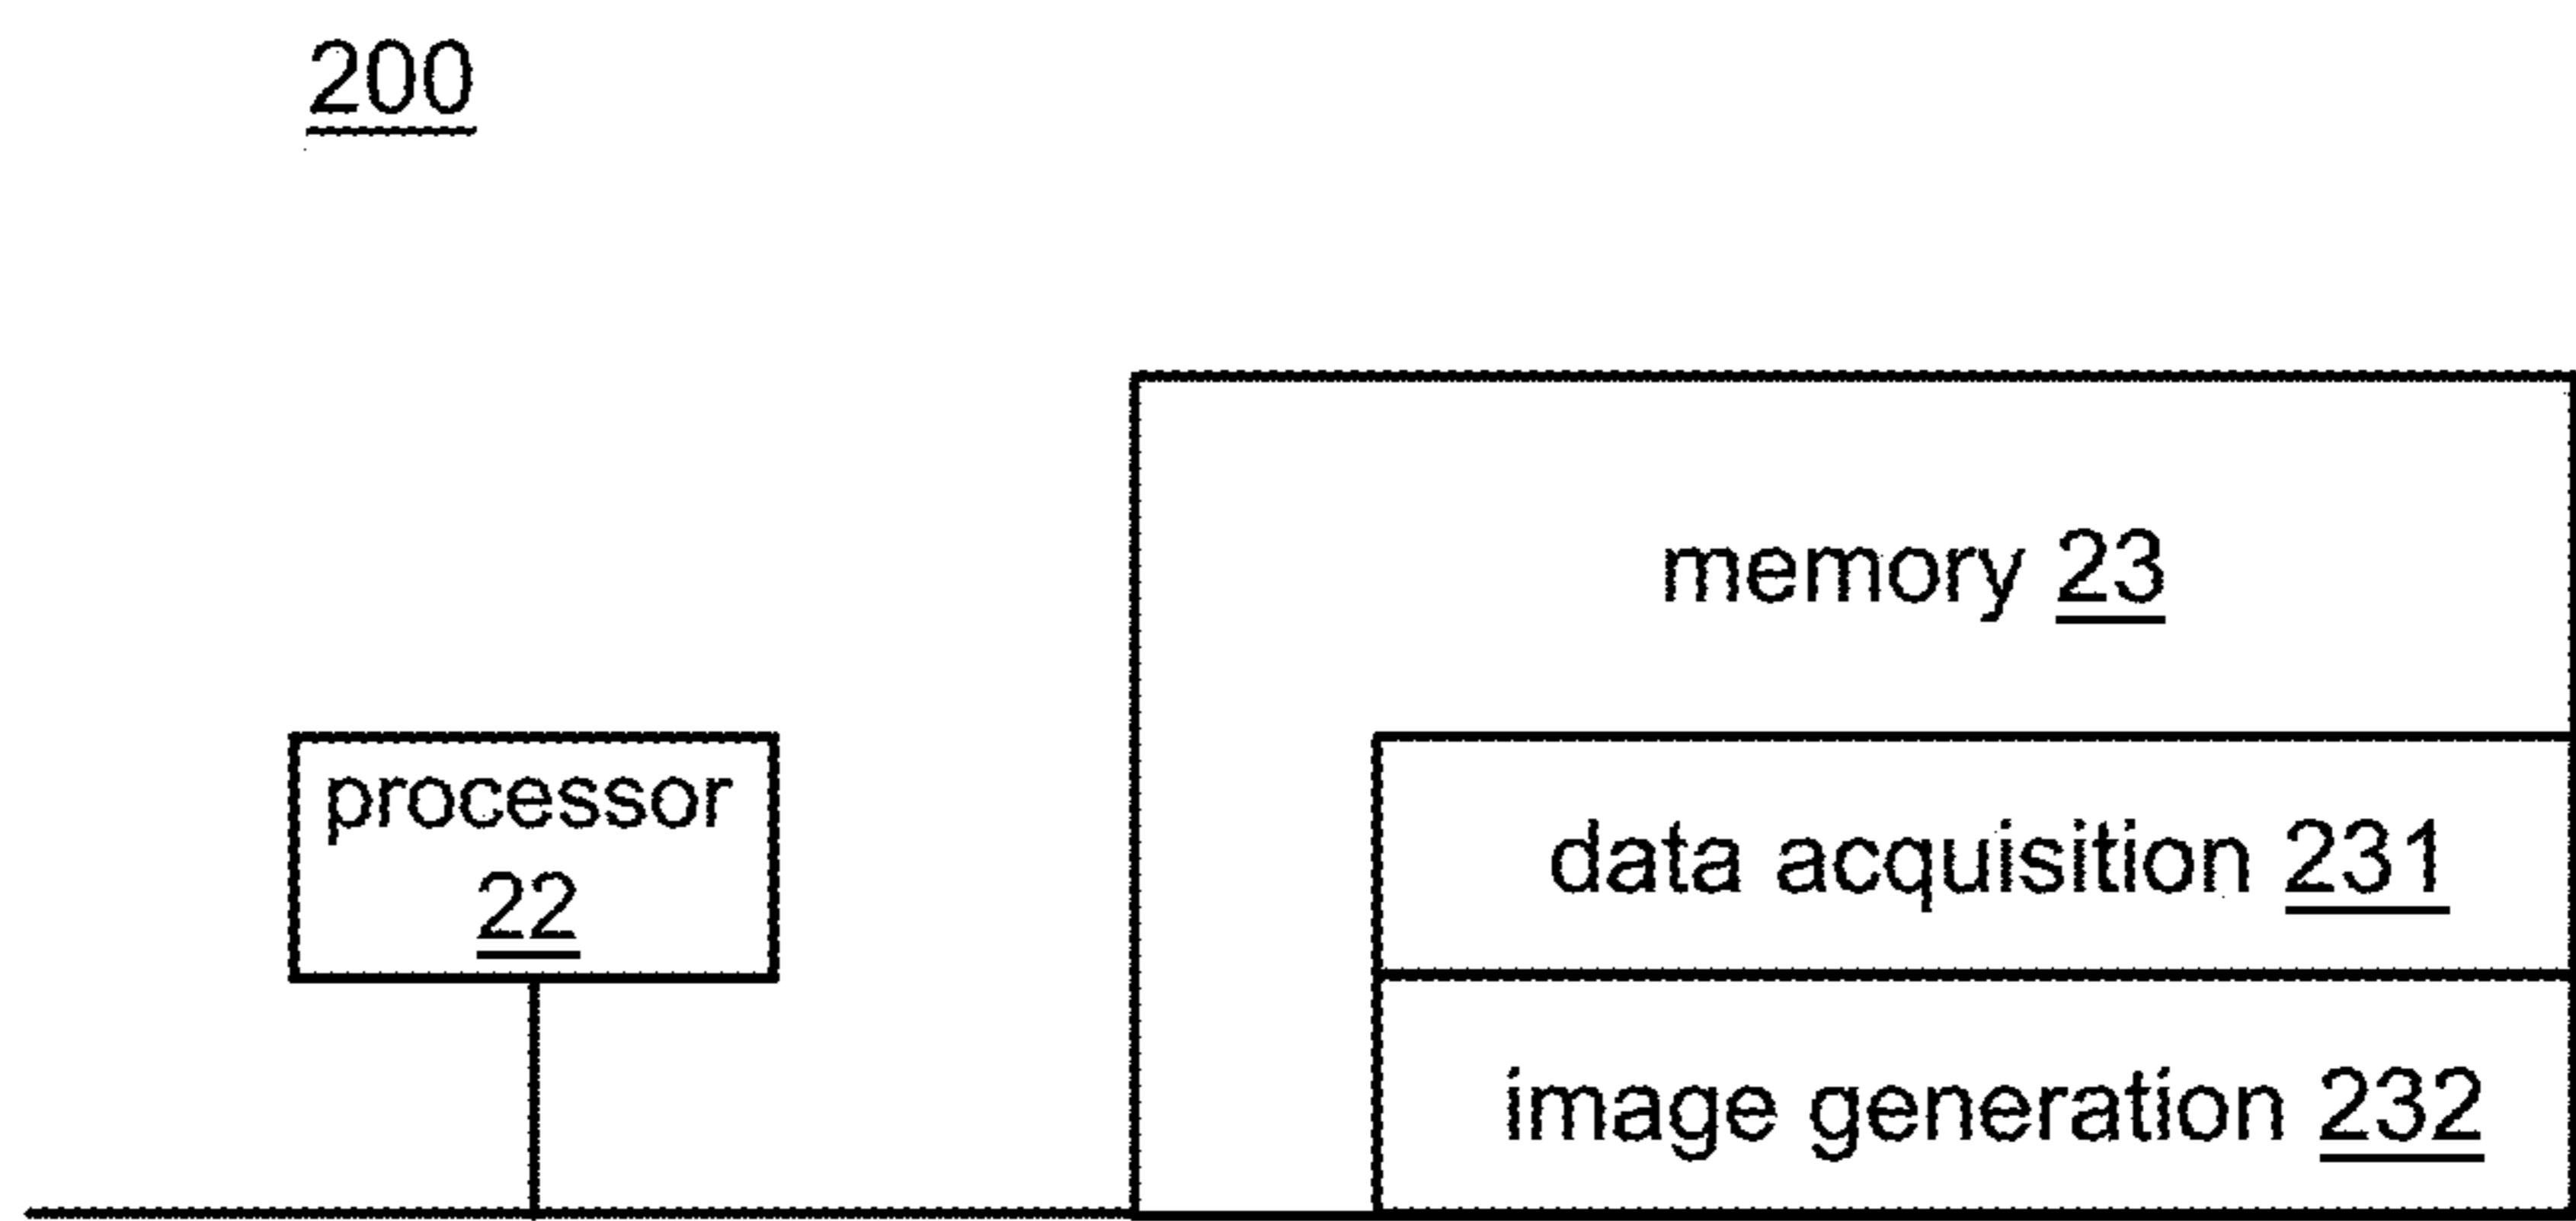 200
memory 23
processor
22
data acquisition 231
image generation 232